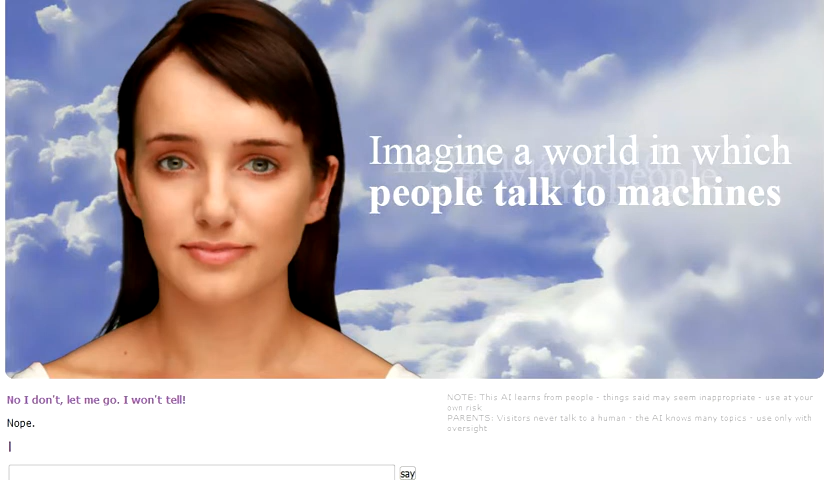 Imagine a world in which
people talk to machines
No I don't, let me go. I won't tell!
Nope.
NOTE: This AI learns from people - things said may seem inappropriate - use at your
own risk
PARENTS: Visitors never talk to a human - the AI knows many topics - use only with
oversight
say